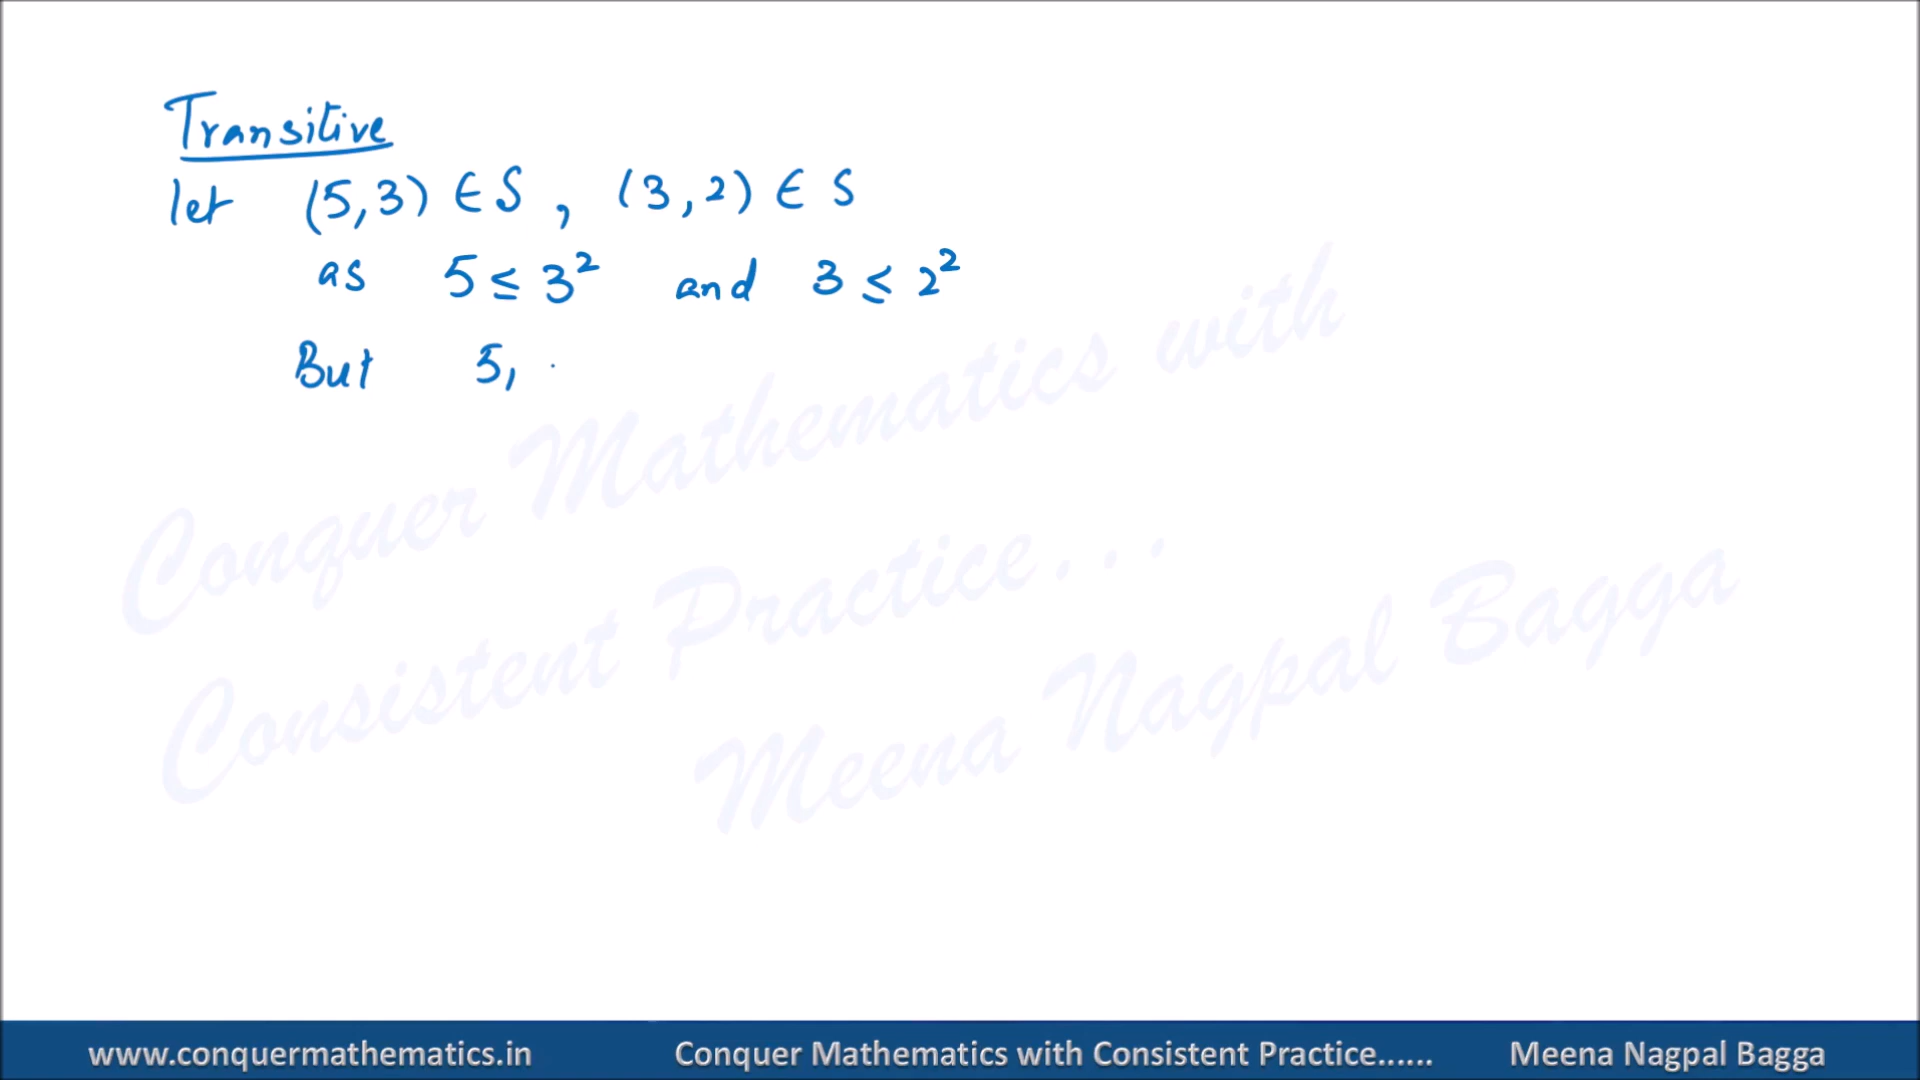 Transitive
let (5,3) ∈ S , (3,2) ∈ S
as 5 ≤ 3² and 3 ≤ 2²
But 5,
Conquer Mathematics with
Consistent Practice...
Meena Nagpal Bagga
www.conquermathematics.in Conquer Mathematics with Consistent Practice...... Meena Nagpal Bagga